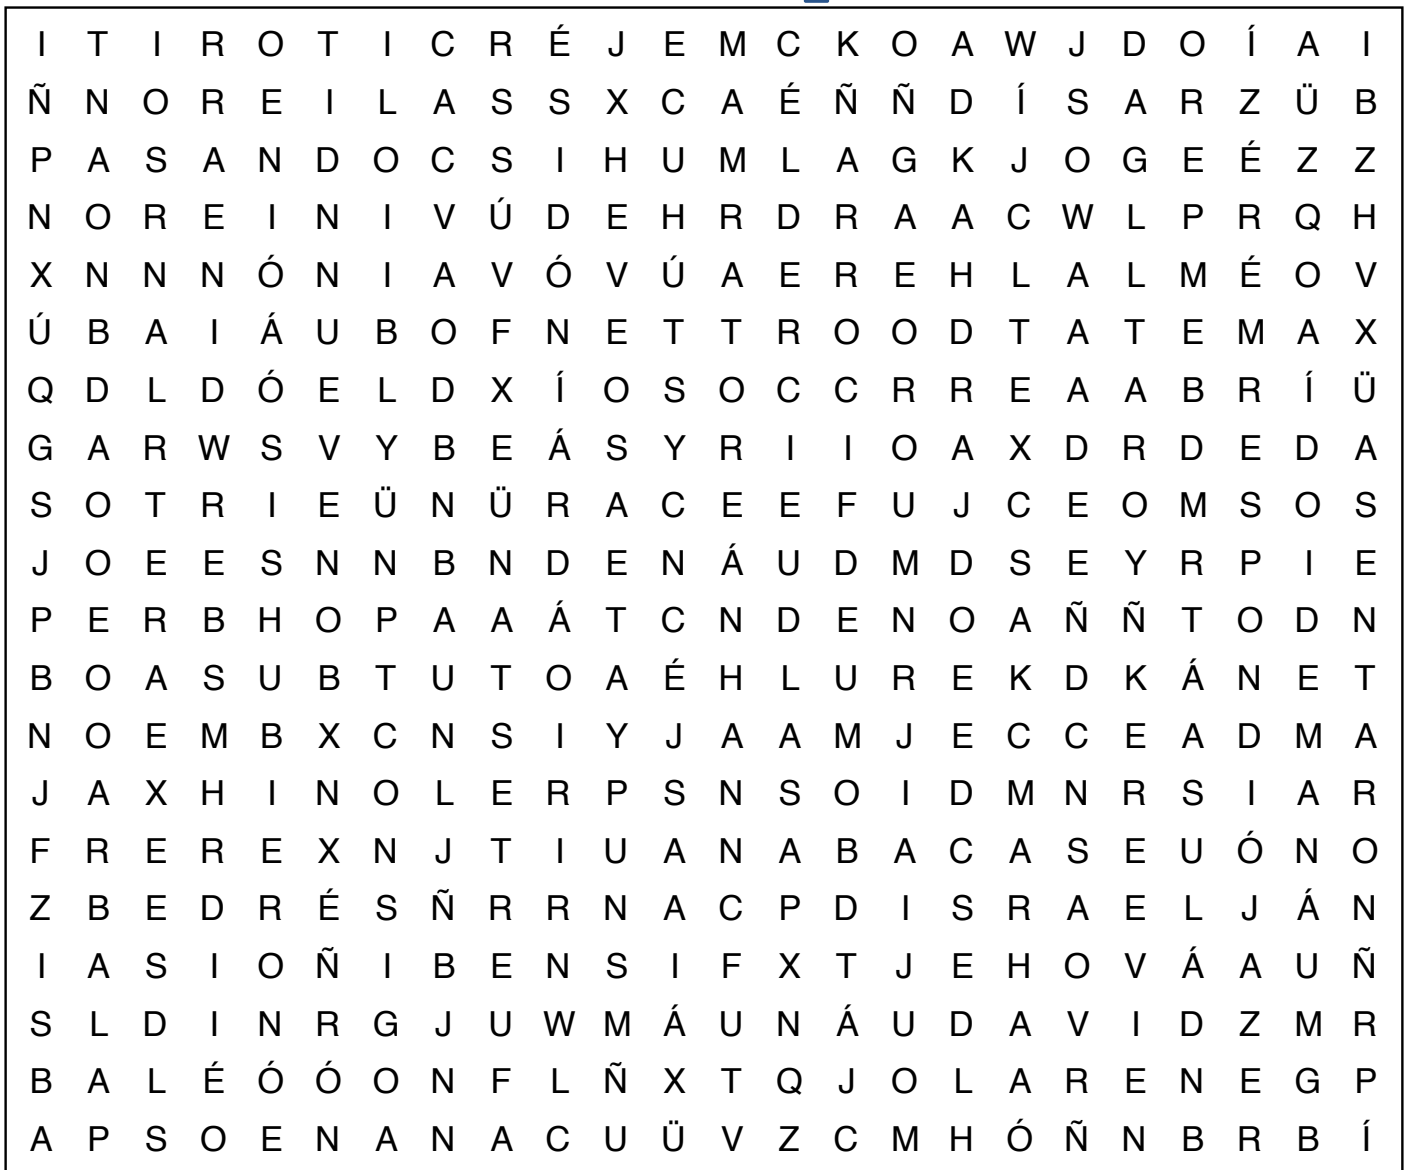 I T I R O T I C R É J E M C K O A W J D O Í A I
Ñ N O R E I L A S S X C A É Ñ Ñ D Í S A R Z Ü B
P A S A N D O C S I H U M L A G K J O G E É Z Z
N O R E I N I V Ú D E H R D R A A C W L P R Q H
X N N N Ó N I A V Ó V Ú A E R E H L A L M É O V
Ú B A I Á U B O F N E T T R O O D T A T E M A X
Q D L D Ó E L D X Í O S O C C R R E A A B R Í Ü
G A R W S V Y B E Á S Y R I I O A X D R D E D A
S O T R I E Ü N Ü R A C E E F U J C E O M S O S
J O E E S N N B N D E N Á U D M D S E Y R P I E
P E R B H O P A A Á T C N D E N O A Ñ Ñ T O D N
B O A S U B T U T O A É H L U R E K D K Á N E T
N O E M B X C N S I Y J A A M J E C C E A D M A
J A X H I N O L E R P S N S O I D M N R S I A R
F R E R E X N J T I U A N A B A C A S E U Ó N O
Z B E D R É S Ñ R R N A C P D I S R A E L J Á N
I A S I O Ñ I B E N S I F X T J E H O V Á A U Ñ
S L D I N R G J U W M Á U N Á U D A V I D Z M R
B A L É Ó Ó O N F L Ñ X T Q J O L A R E N E G P
A P S O E N A N A C U Ü V Z C M H Ó Ñ N B R B Í